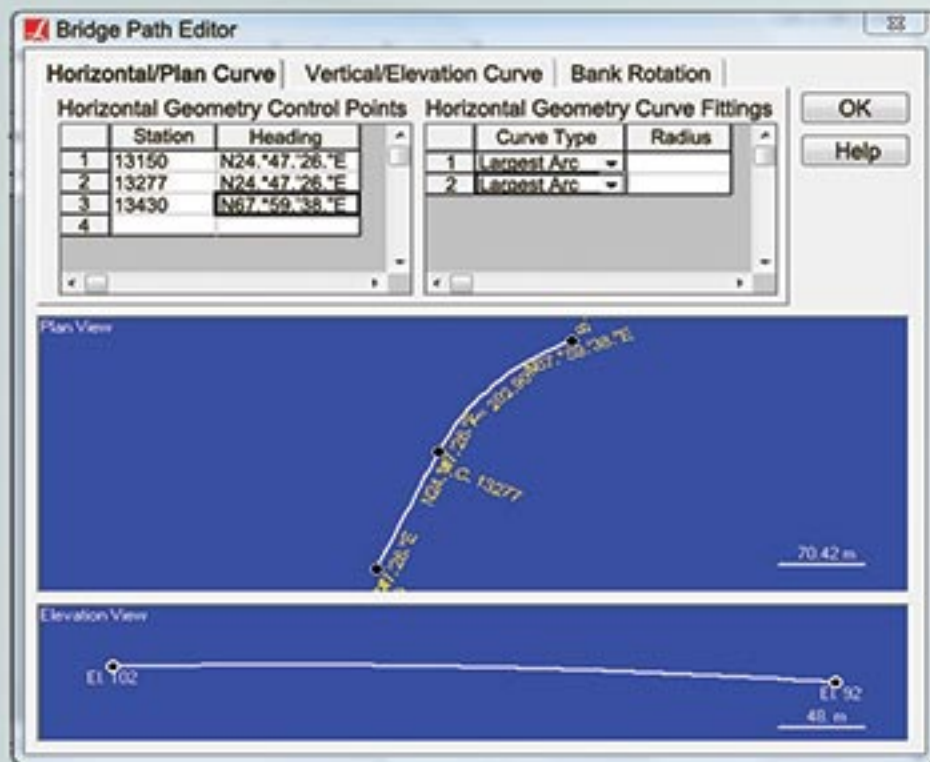 Bridge Path Editor
Horizontal/Plan Curve Vertical/Elevation Curve Bank Rotation
Horizontal Geometry Control Points Horizontal Geometry Curve Fittings OK
Station Heading Curve Type Radius
Help
1 13150 N24.°47.'26."E 1 Largest Arc
2 13277 N24.°47.'26."E 2 Largest Arc
3 13430 N67.°59.'38."E
4
Plan View
C. 13277
70.42 m
Elevation View
El. 102
El. 92
48. m